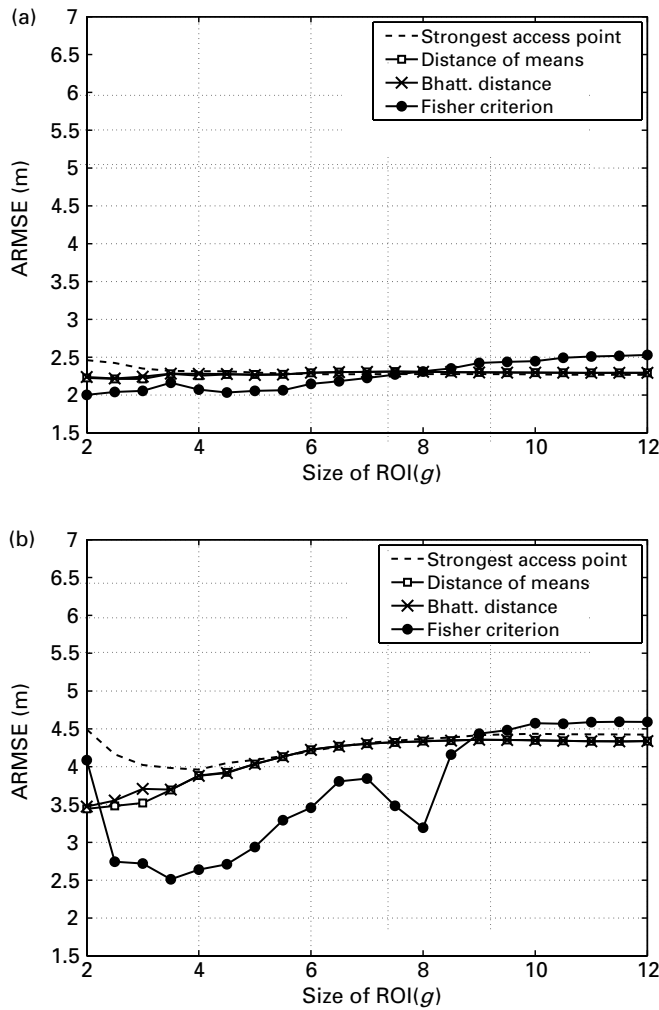 (a)
7
6.5
6
5.5
5
4.5
4
3.5
3
2.5
2
1.5
ARMSE (m)
Strongest access point
Distance of means
Bhatt. distance
Fisher criterion
2 4 6 8 10 12
Size of ROI(g)
(b)
7
6.5
6
5.5
5
4.5
4
3.5
3
2.5
2
1.5
ARMSE (m)
Strongest access point
Distance of means
Bhatt. distance
Fisher criterion
2 4 6 8 10 12
Size of ROI(g)